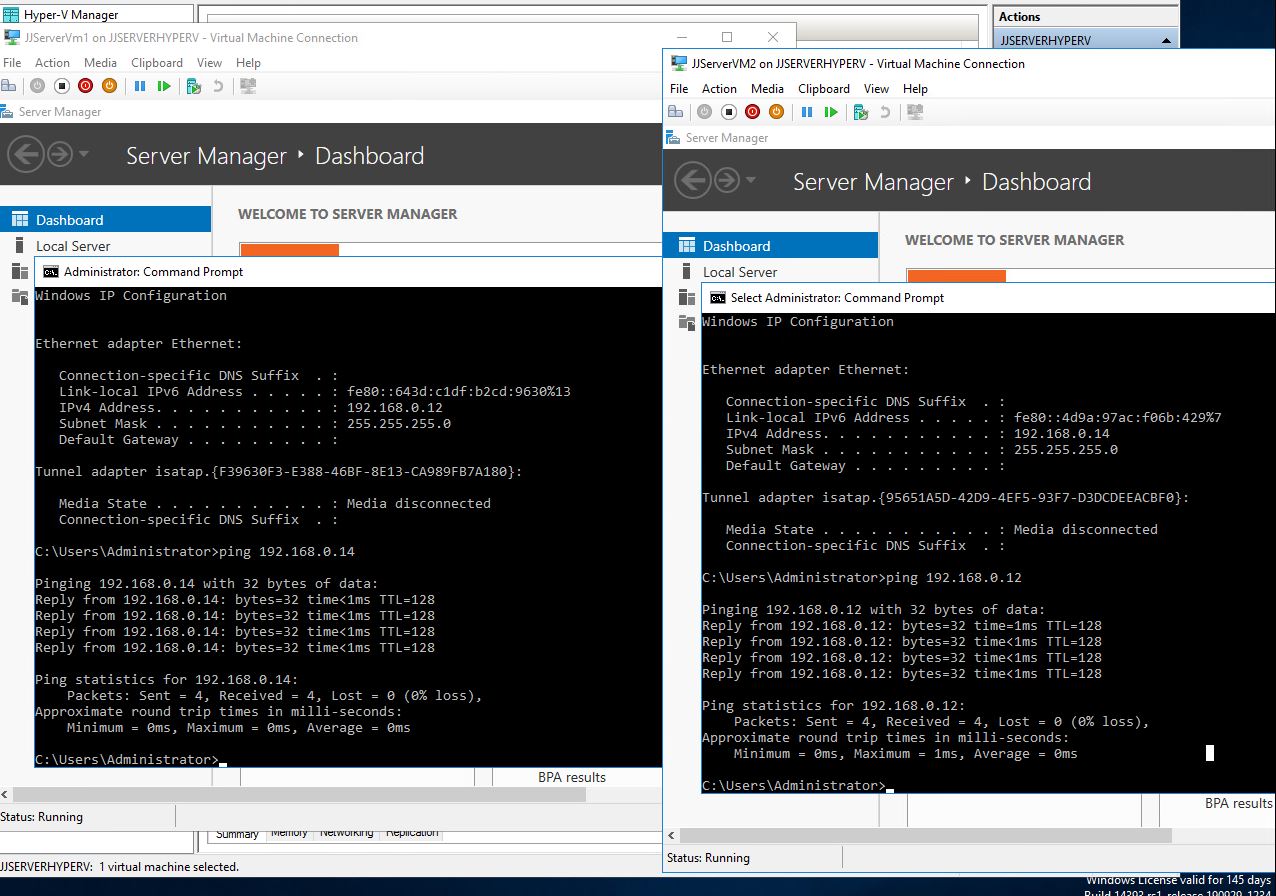 Hyper-V Manager
Actions
JJSERVERHYPERV
JJServerVm1 on JJSERVERHYPERV - Virtual Machine Connection
File Action Media Clipboard View Help
Server Manager
Server Manager ‣ Dashboard
Dashboard
Local Server
WELCOME TO SERVER MANAGER
Administrator: Command Prompt
Windows IP Configuration
Ethernet adapter Ethernet:
Connection-specific DNS Suffix . :
Link-local IPv6 Address . . . . . : fe80::643d:c1df:b2cd:9630%13
IPv4 Address. . . . . . . . . . . : 192.168.0.12
Subnet Mask . . . . . . . . . . . : 255.255.255.0
Default Gateway . . . . . . . . . :
Tunnel adapter isatap.{F39630F3-E388-46BF-8E13-CA989FB7A180}:
Media State . . . . . . . . . . . : Media disconnected
Connection-specific DNS Suffix . :
C:\Users\Administrator>ping 192.168.0.14
Pinging 192.168.0.14 with 32 bytes of data:
Reply from 192.168.0.14: bytes=32 time<1ms TTL=128
Reply from 192.168.0.14: bytes=32 time<1ms TTL=128
Reply from 192.168.0.14: bytes=32 time<1ms TTL=128
Reply from 192.168.0.14: bytes=32 time<1ms TTL=128
Ping statistics for 192.168.0.14:
Packets: Sent = 4, Received = 4, Lost = 0 (0% loss),
Approximate round trip times in milli-seconds:
Minimum = 0ms, Maximum = 0ms, Average = 0ms
C:\Users\Administrator>
BPA results
Status: Running
Summary Memory Networking Replication
JJSERVERHYPERV: 1 virtual machine selected.
JJServerVM2 on JJSERVERHYPERV - Virtual Machine Connection
File Action Media Clipboard View Help
Server Manager
Server Manager ‣ Dashboard
Dashboard
Local Server
WELCOME TO SERVER MANAGER
Select Administrator: Command Prompt
Windows IP Configuration
Ethernet adapter Ethernet:
Connection-specific DNS Suffix . :
Link-local IPv6 Address . . . . . : fe80::4d9a:97ac:f06b:429%7
IPv4 Address. . . . . . . . . . . : 192.168.0.14
Subnet Mask . . . . . . . . . . . : 255.255.255.0
Default Gateway . . . . . . . . . :
Tunnel adapter isatap.{95651A5D-42D9-4EF5-93F7-D3DCDEEACBF0}:
Media State . . . . . . . . . . . : Media disconnected
Connection-specific DNS Suffix . :
C:\Users\Administrator>ping 192.168.0.12
Pinging 192.168.0.12 with 32 bytes of data:
Reply from 192.168.0.12: bytes=32 time=1ms TTL=128
Reply from 192.168.0.12: bytes=32 time<1ms TTL=128
Reply from 192.168.0.12: bytes=32 time<1ms TTL=128
Reply from 192.168.0.12: bytes=32 time<1ms TTL=128
Ping statistics for 192.168.0.12:
Packets: Sent = 4, Received = 4, Lost = 0 (0% loss),
Approximate round trip times in milli-seconds:
Minimum = 0ms, Maximum = 1ms, Average = 0ms
C:\Users\Administrator>
BPA results
Status: Running
Windows License valid for 145 days
Build 14393.rs1_release.190929-1234